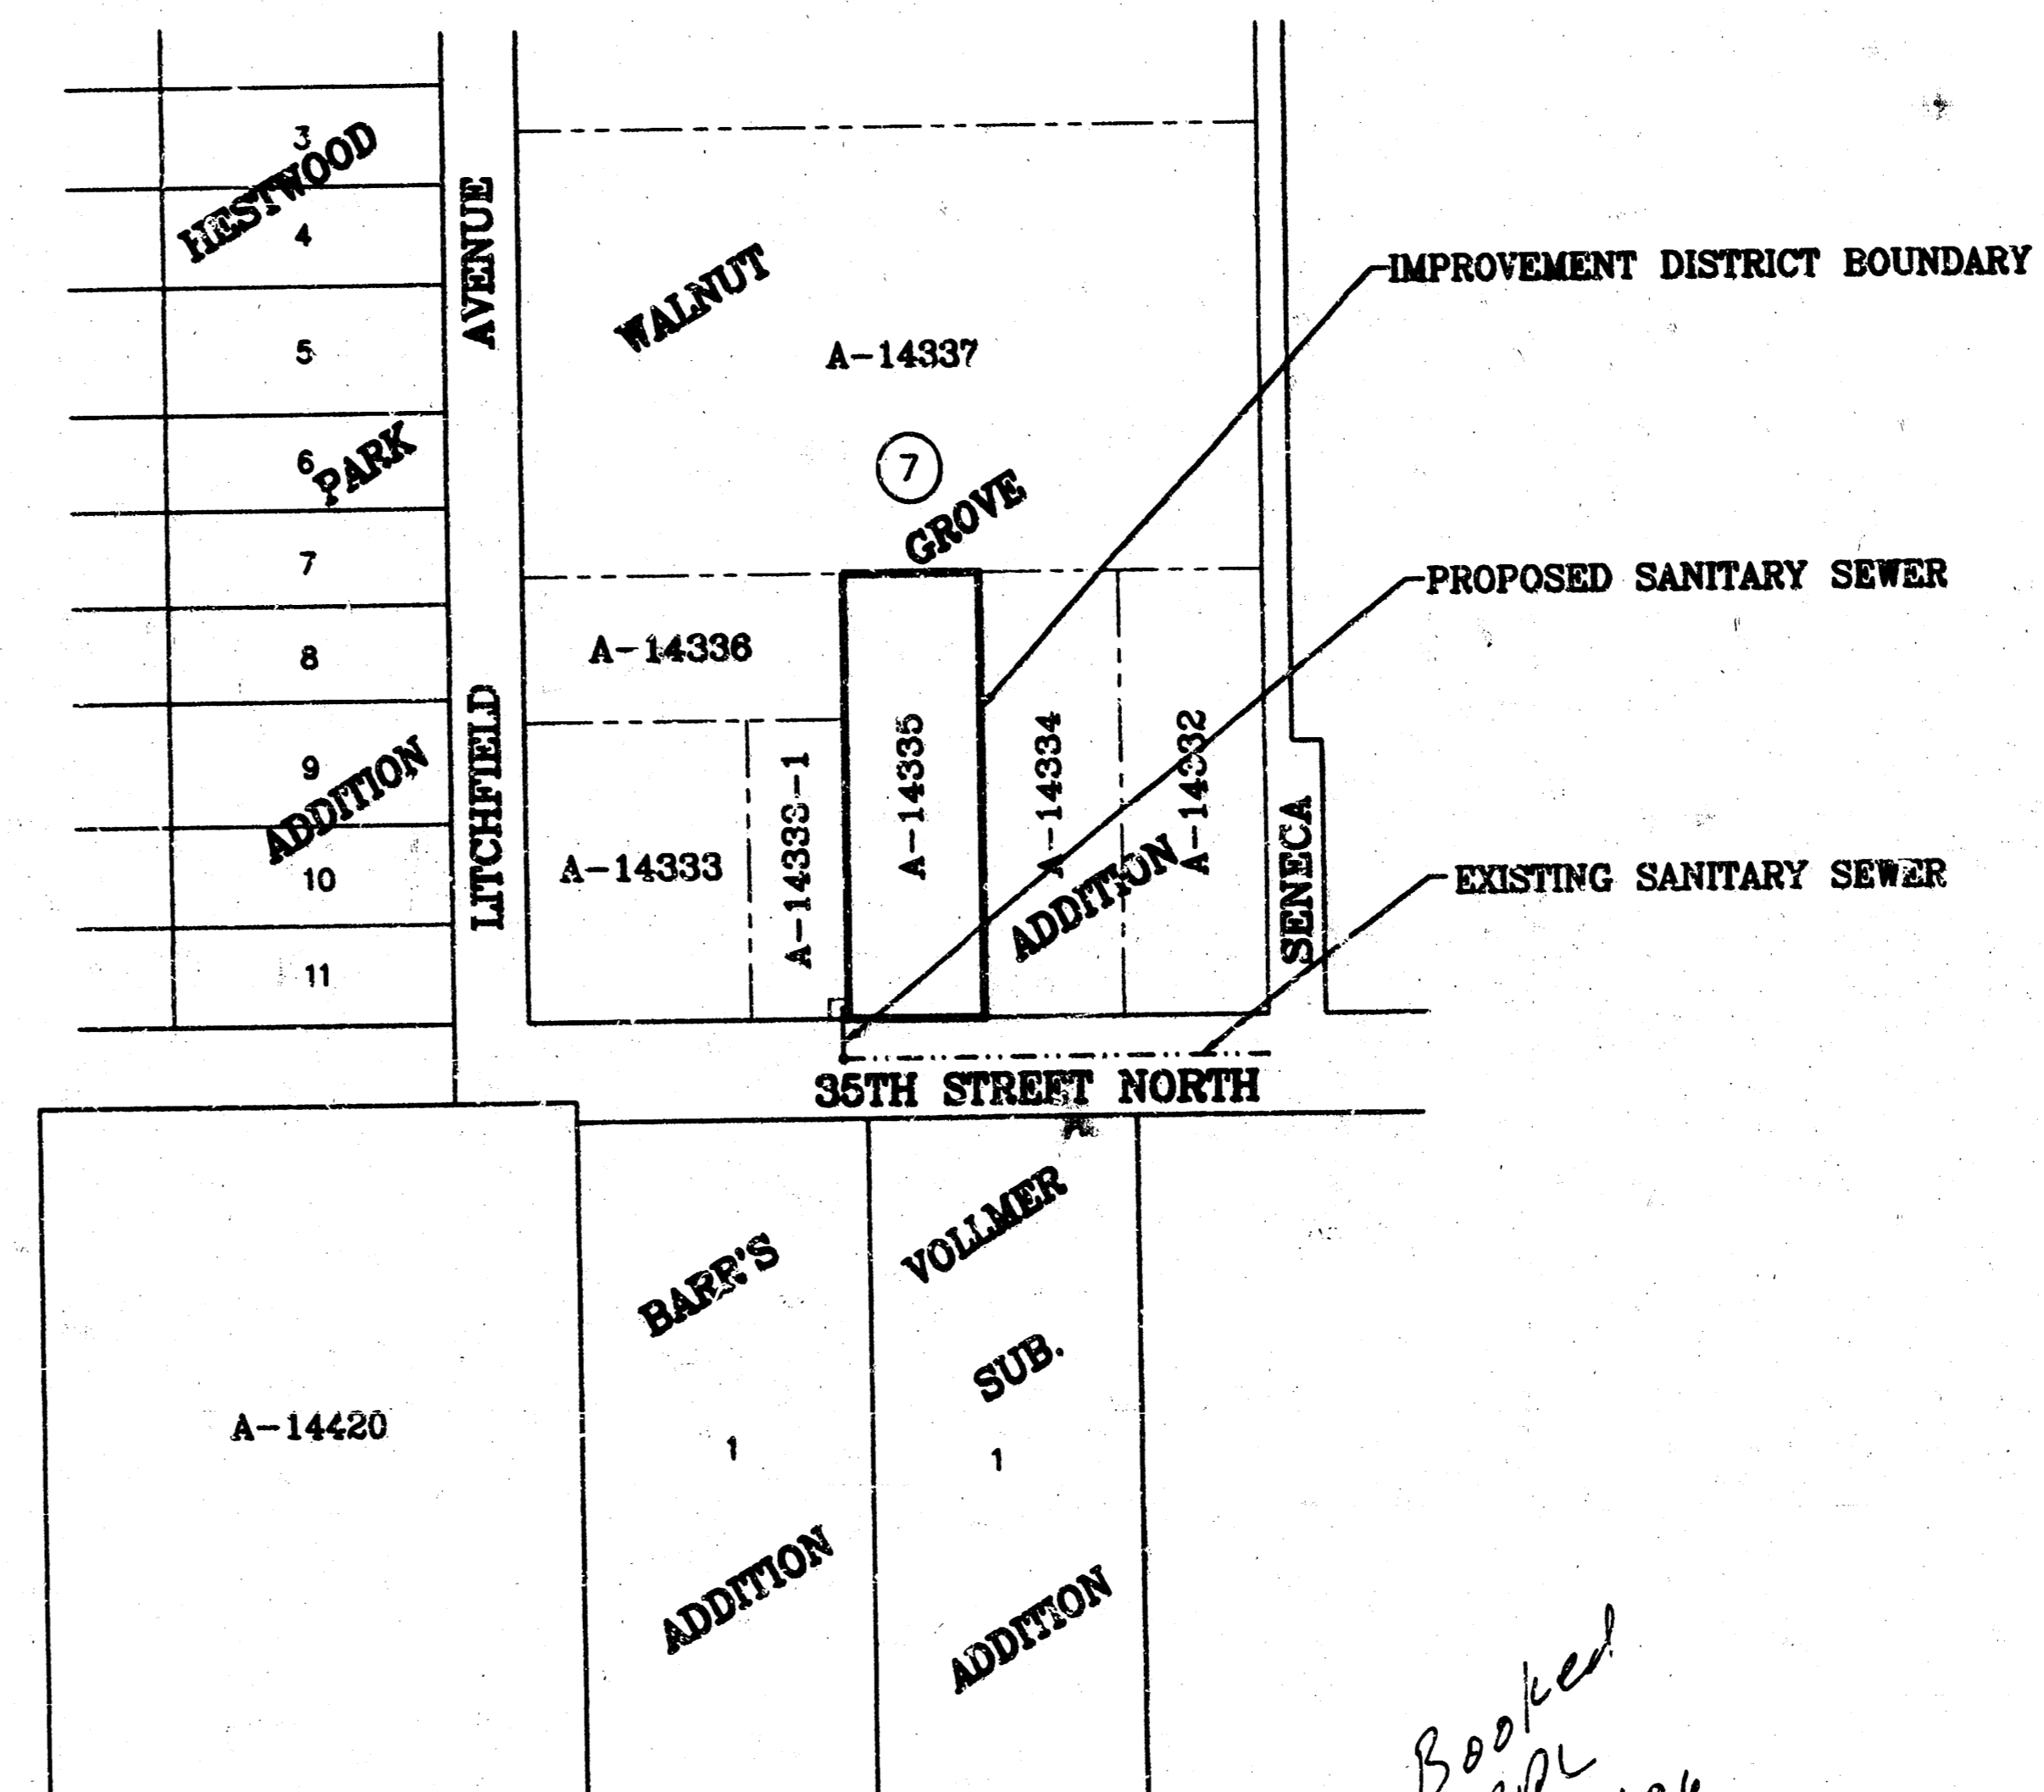 3
HESTWOOD
4
5
6
PARK
7
8
9
ADDITION
10
11
AVENUE
LITCHFIELD
WALNUT
A-14337
7
GROVE
A-14336
A-14333
A-14333-1
A-14335
A-14334
A-14332
ADDITION
SENECA
IMPROVEMENT DISTRICT BOUNDARY
PROPOSED SANITARY SEWER
EXISTING SANITARY SEWER
35TH STREET NORTH
A-14420
BARR'S
1
ADDITION
VOLLMER
SUB.
1
ADDITION
Booked